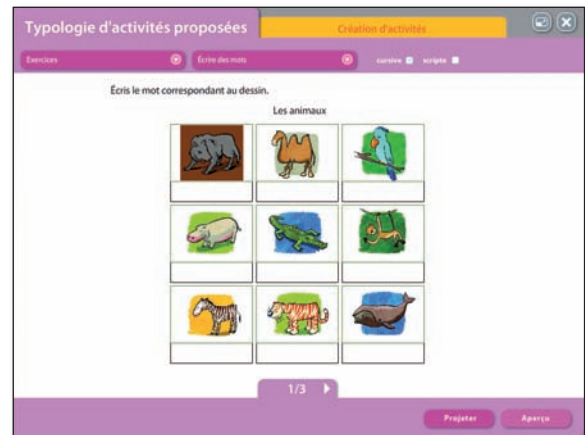 Typologie d'activités proposées
Création d'activités
Exercices
Écrire des mots
cursive
scripte
Écris le mot correspondant au dessin.
Les animaux
1/3
Projeter
Aperçu